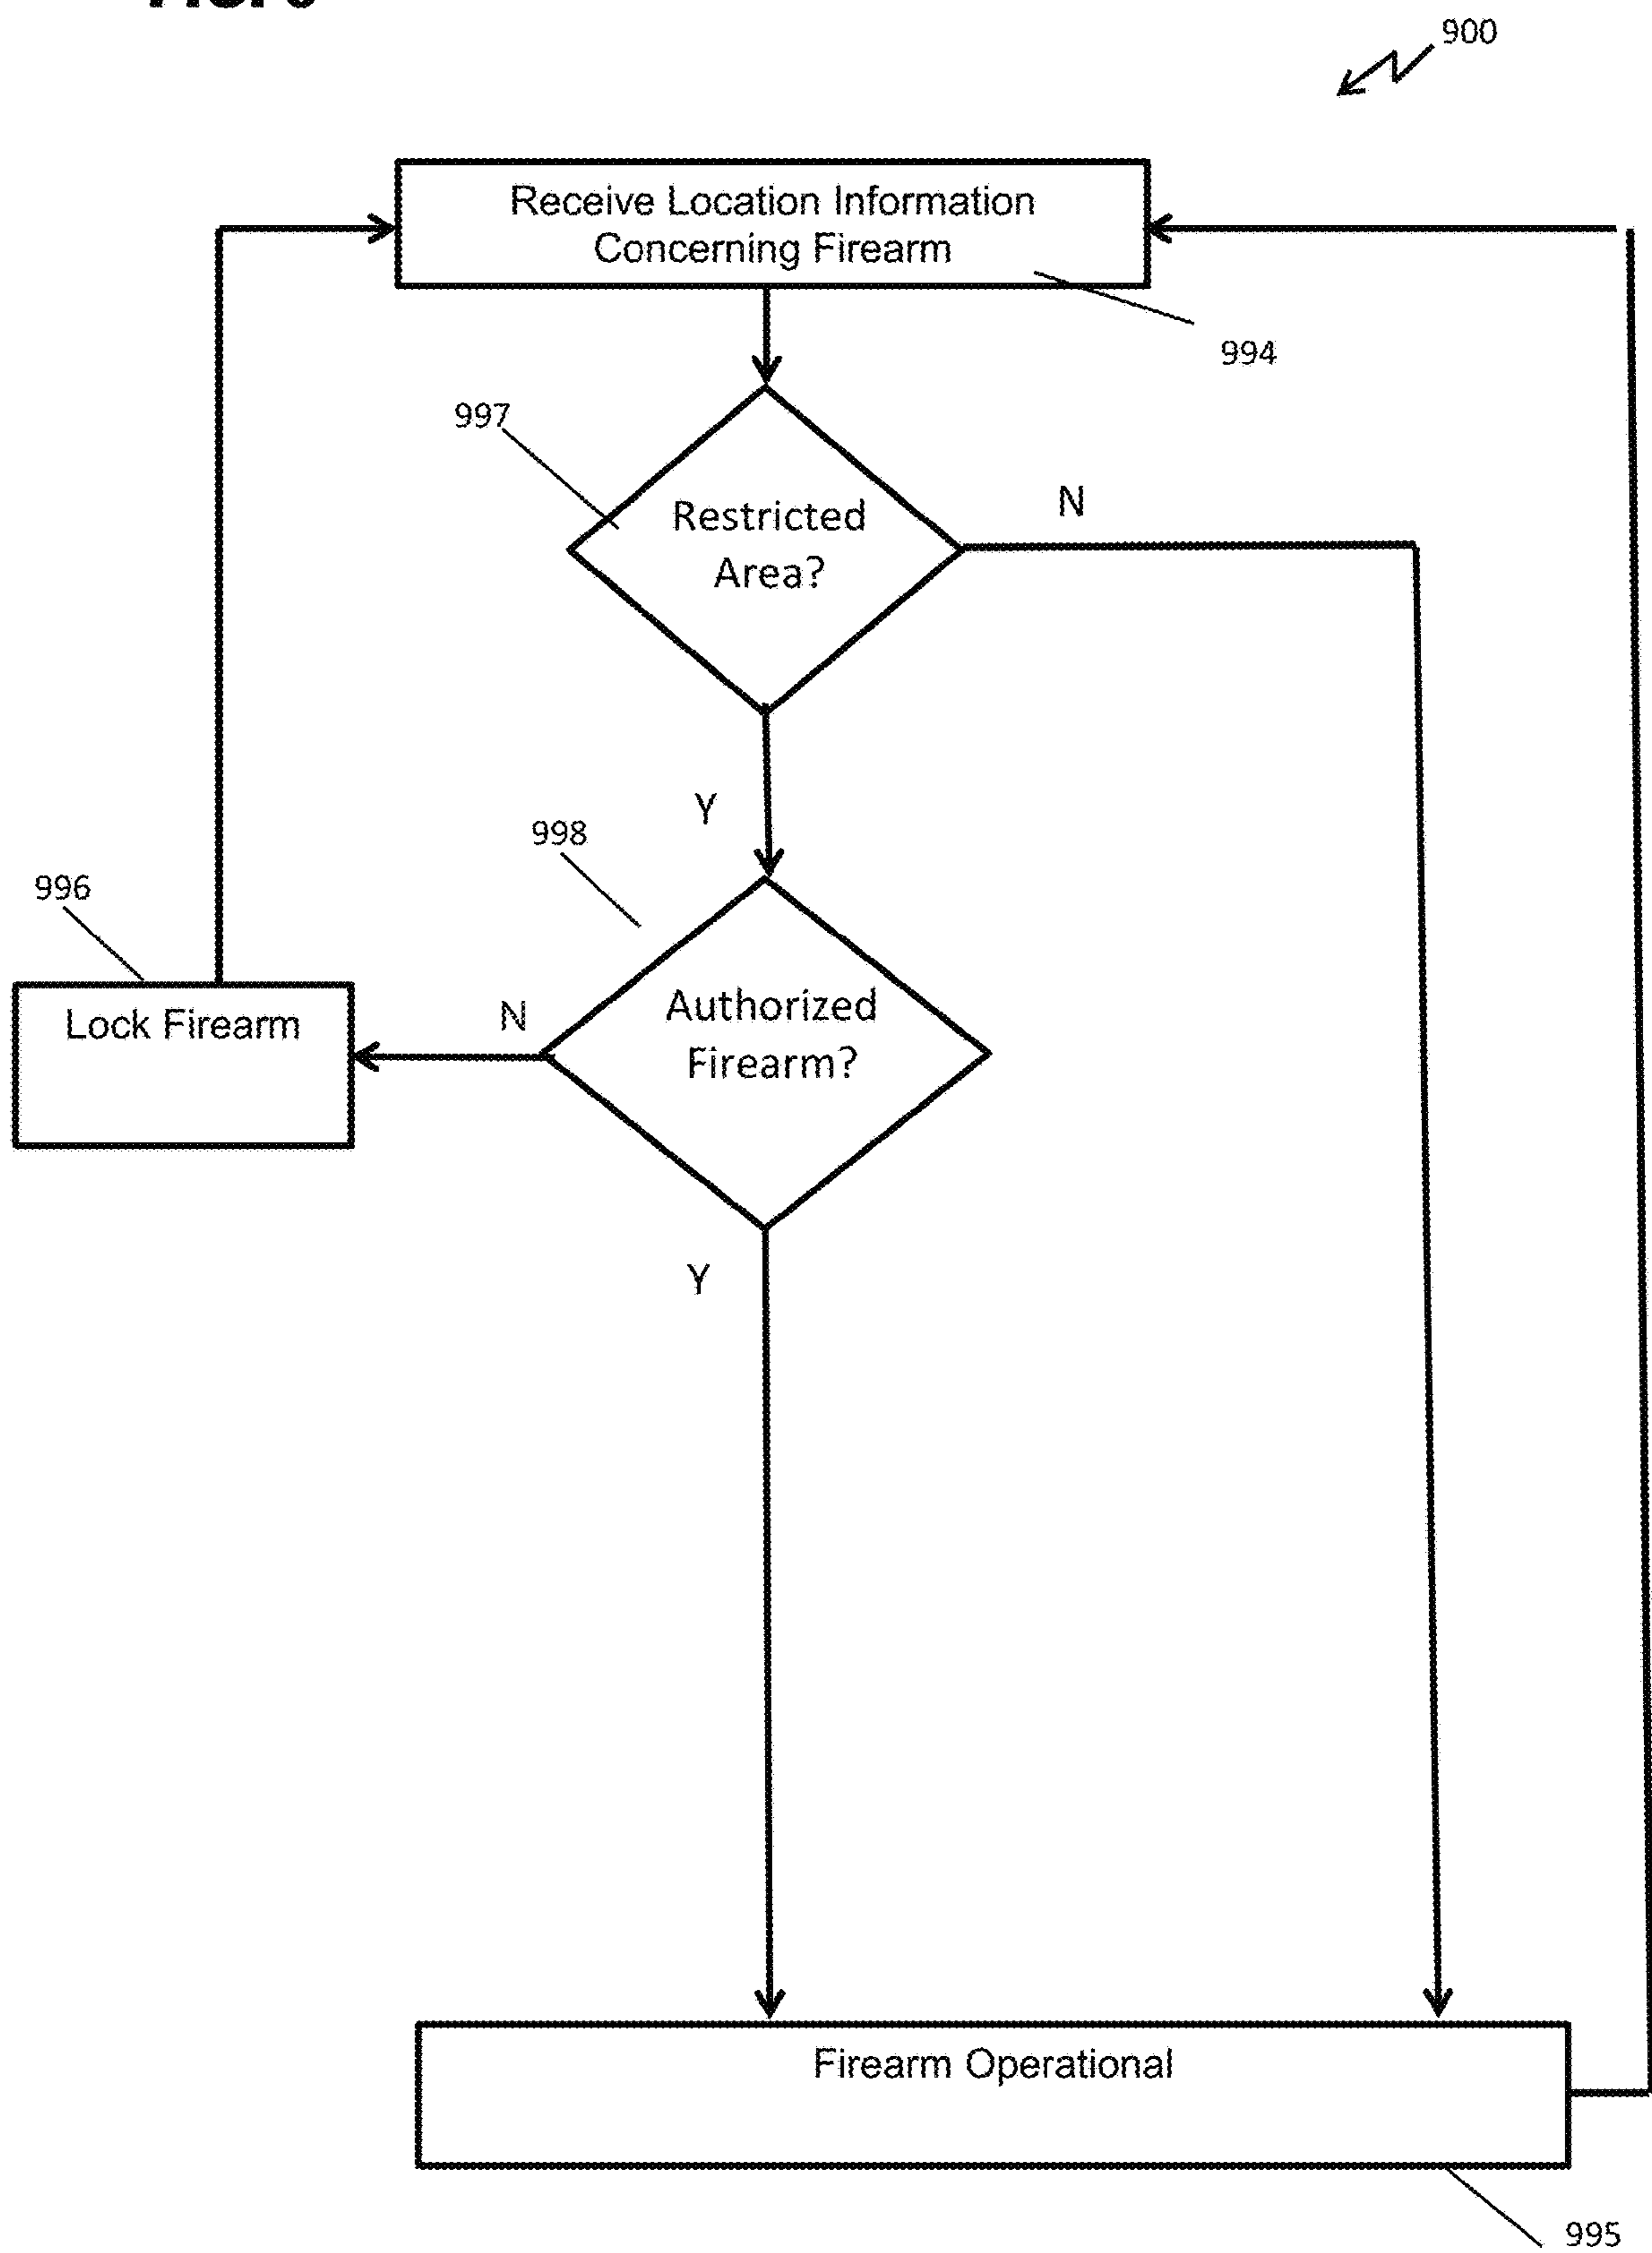 900
Receive Location Information
Concerning Firearm
994
997
Restricted
Area?
N
Y
998
996
Lock Firearm
N
Authorized
Firearm?
Y
Firearm Operational
995